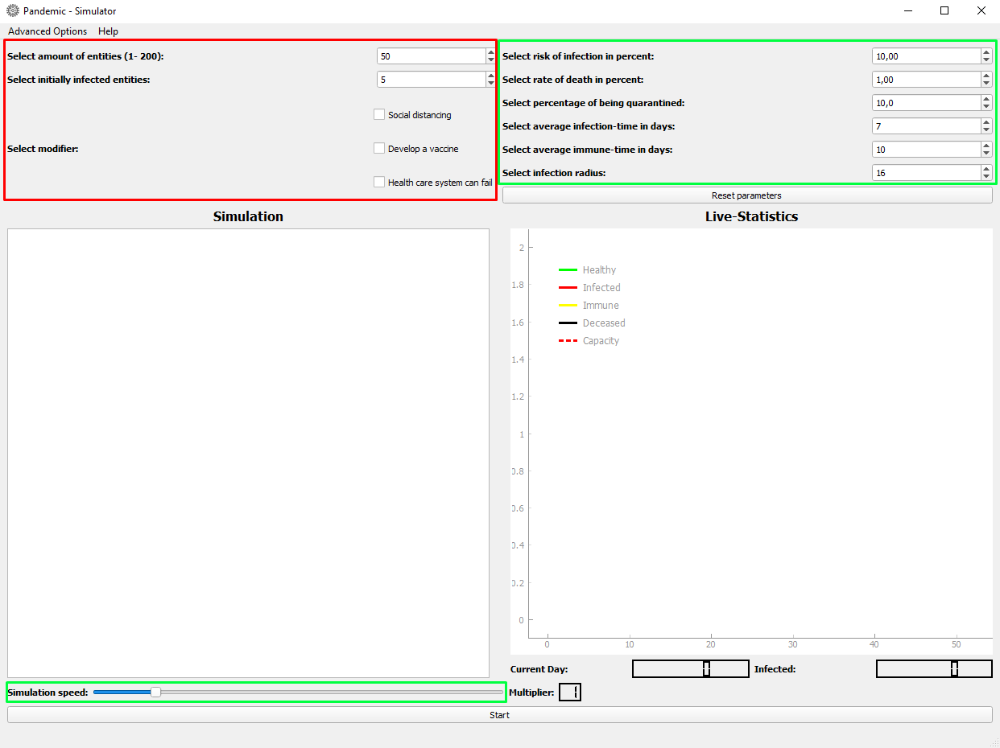 Pandemic - Simulator
Advanced Options Help
Select amount of entities (1- 200): 50
Select initially infected entities: 5
Social distancing
Select modifier: Develop a vaccine
Health care system can fail
Select risk of infection in percent: 10,00
Select rate of death in percent: 1,00
Select percentage of being quarantined: 10,0
Select average infection-time in days: 7
Select average immune-time in days: 10
Select infection radius: 16
Reset parameters
Simulation
Live-Statistics
2
1.8
1.6
1.4
1.2
1
0.8
0.6
0.4
0.2
0
Healthy
Infected
Immune
Deceased
Capacity
0 10 20 30 40 50
Current Day: 0 Infected: 0
Simulation speed: Multiplier: 1
Start